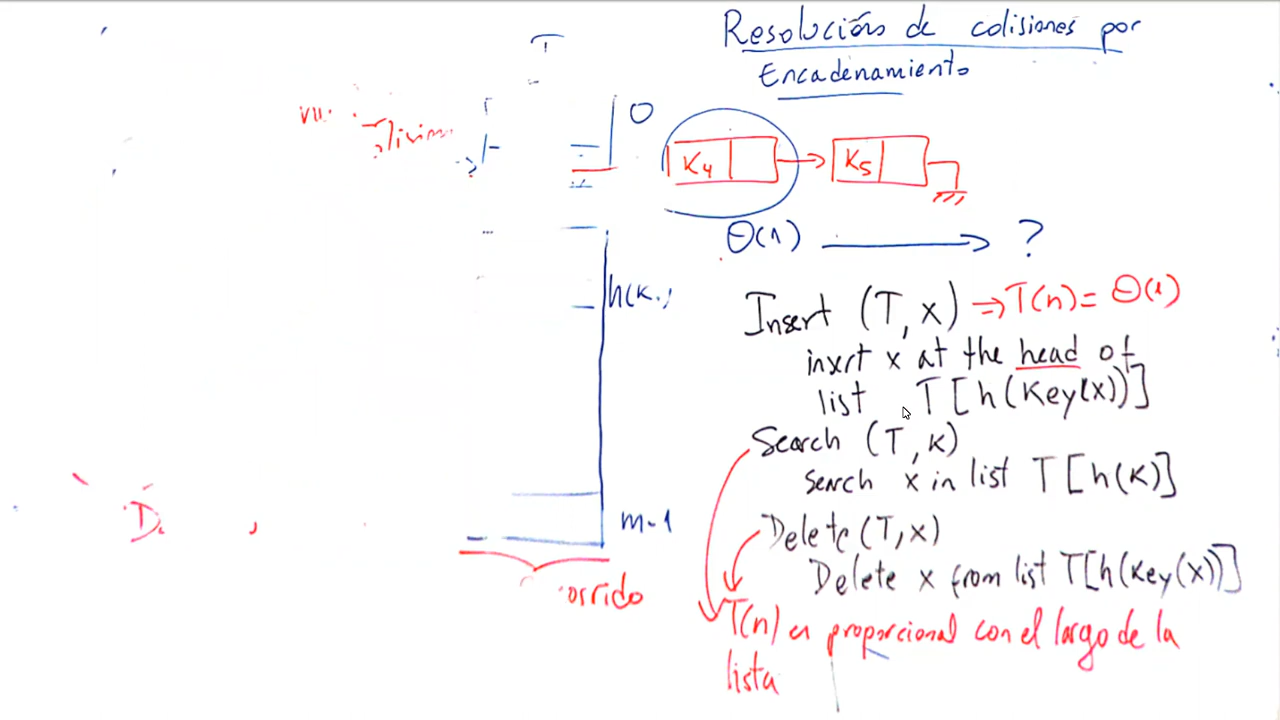 Resolución de colisiones por
Encadenamiento
T
0
K4
K5
Θ(1) → ?
h(K
Insert (T, x) ⇒ T(n) = Θ(1)
insert x at the head of
list T[h(Key(x))]
Search (T, K)
search x in list T[h(K)]
m-1
Delete (T, x)
Delete x from list T[h(Key(x))]
T(n) es proporcional con el largo de la
lista